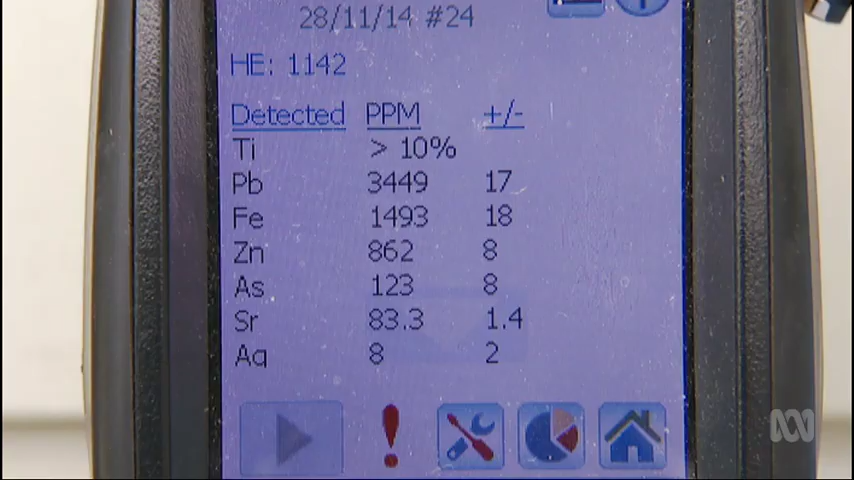 28/11/14 #24
HE: 1142
Detected PPM +/-
Ti > 10%
Pb 3449 17
Fe 1493 18
Zn 862 8
As 123 8
Sr 83.3 1.4
Ag 8 2